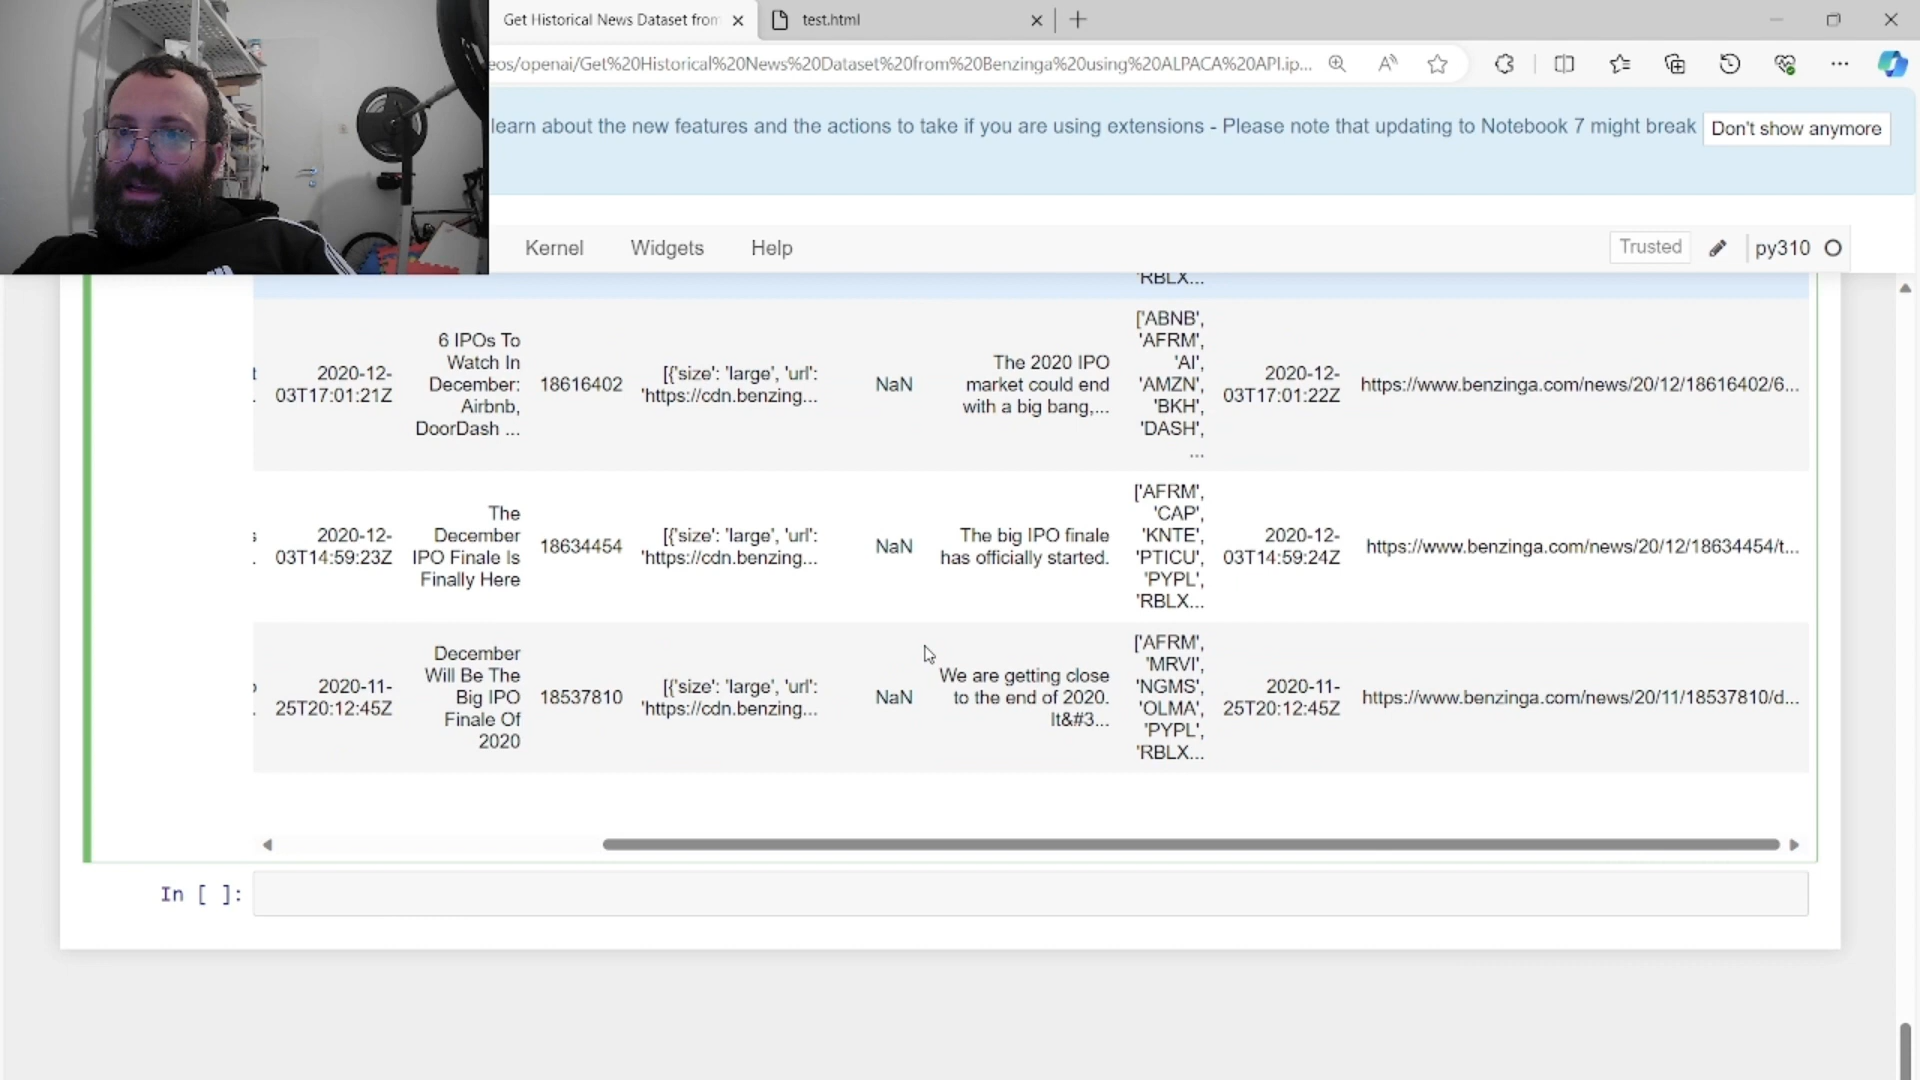 Get Historical News Dataset from
test.html
eos/openai/Get%20Historical%20News%20Dataset%20from%20Benzinga%20using%20ALPACA%20API.ip...
learn about the new features and the actions to take if you are using extensions - Please note that updating to Notebook 7 might break
Don't show anymore
Kernel
Widgets
Help
Trusted
py310
'RBLX...
6 IPOs To
Watch In
December:
Airbnb,
DoorDash ...
2020-12-
03T17:01:21Z
18616402
[{'size': 'large', 'url':
'https://cdn.benzing...
NaN
The 2020 IPO
market could end
with a big bang,...
['ABNB',
'AFRM',
'AI',
'AMZN',
'BKH',
'DASH',
...
2020-12-
03T17:01:22Z
https://www.benzinga.com/news/20/12/18616402/6...
2020-12-
03T14:59:23Z
The
December
IPO Finale Is
Finally Here
18634454
[{'size': 'large', 'url':
'https://cdn.benzing...
NaN
The big IPO finale
has officially started.
['AFRM',
'CAP',
'KNTE',
'PTICU',
'PYPL',
'RBLX...
2020-12-
03T14:59:24Z
https://www.benzinga.com/news/20/12/18634454/t...
2020-11-
25T20:12:45Z
December
Will Be The
Big IPO
Finale Of
2020
18537810
[{'size': 'large', 'url':
'https://cdn.benzing...
NaN
We are getting close
to the end of 2020.
It&#3...
['AFRM',
'MRVI',
'NGMS',
'OLMA',
'PYPL',
'RBLX...
2020-11-
25T20:12:45Z
https://www.benzinga.com/news/20/11/18537810/d...
In [ ]: